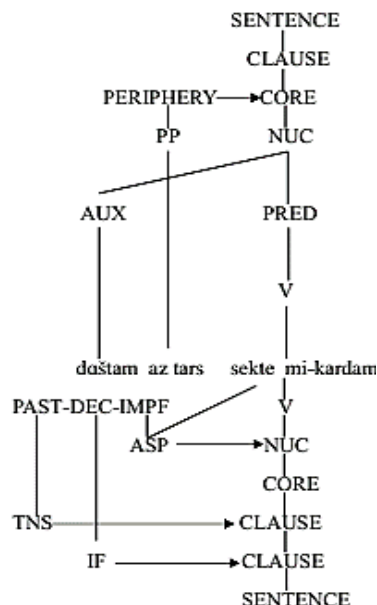 SENTENCE
CLAUSE
PERIPHERY CORE
PP NUC
AUX PRED
V
dɑštam az tars sekte mi-kardam
PAST-DEC-IMPF V
ASP NUC
CORE
TNS CLAUSE
IF CLAUSE
SENTENCE